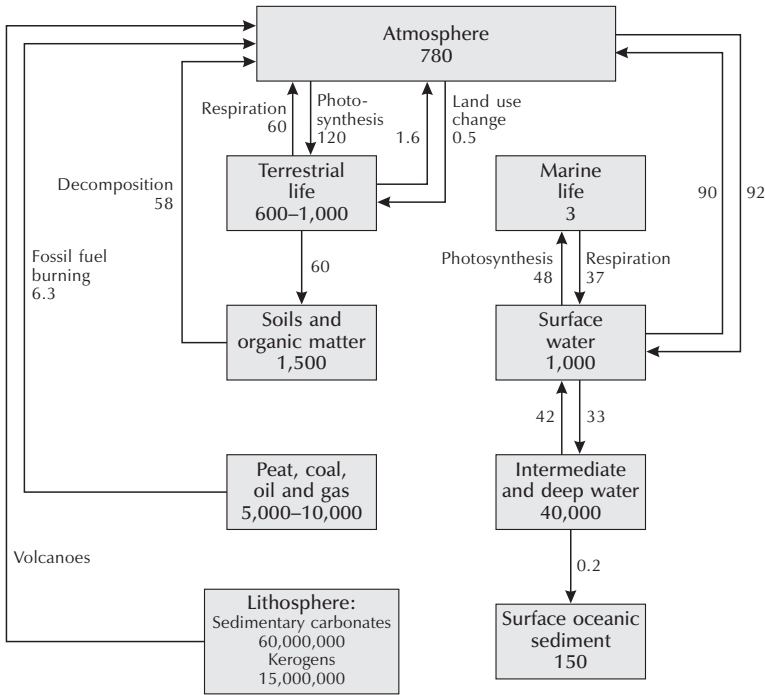 Atmosphere
780
Respiration
60
Photo-
synthesis
120
1.6
Land use
change
0.5
Terrestrial
life
600–1,000
Marine
life
3
90
92
Decomposition
58
Fossil fuel
burning
6.3
60
Photosynthesis
48
Respiration
37
Soils and
organic matter
1,500
Surface
water
1,000
42
33
Peat, coal,
oil and gas
5,000–10,000
Intermediate
and deep water
40,000
Volcanoes
0.2
Lithosphere:
Sedimentary carbonates
60,000,000
Kerogens
15,000,000
Surface oceanic
sediment
150